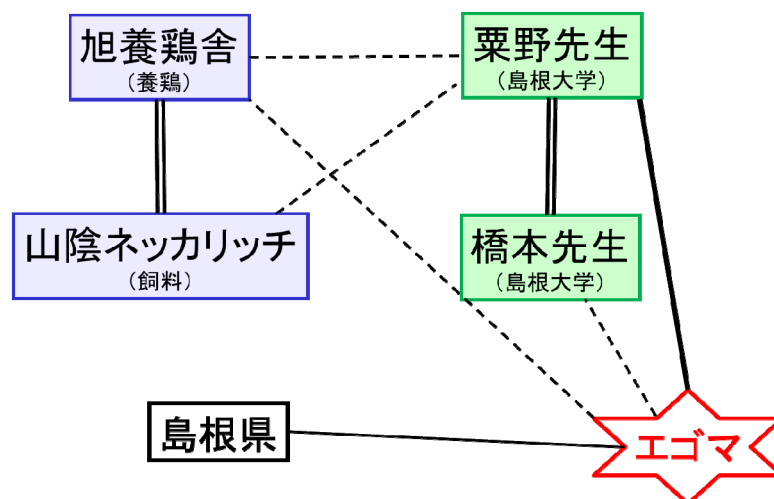 旭養鶏舎
（養鶏）
粟野先生
（島根大学）
山陰ネッカリッチ
（飼料）
橋本先生
（島根大学）
島根県
エゴマ